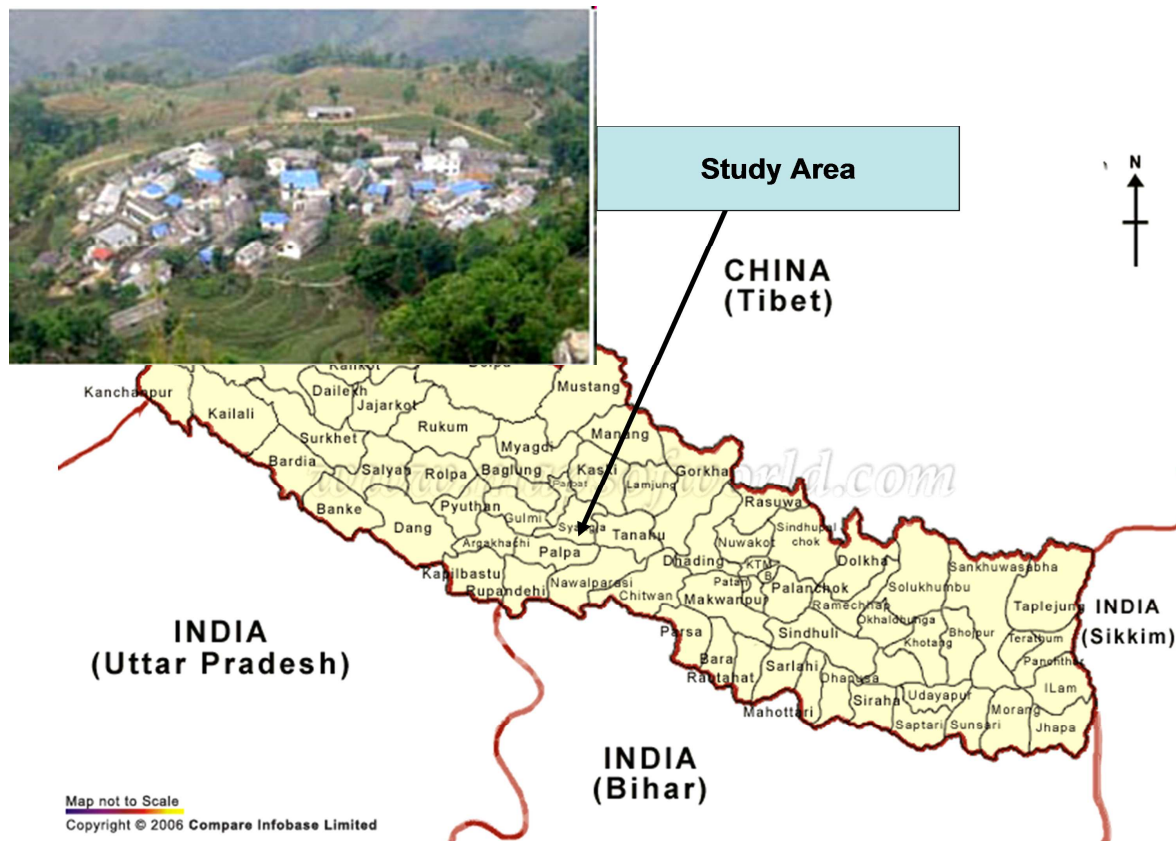 Study Area
N
CHINA
(Tibet)
Mustang
Kanchanpur
Dailekh
Jajarkot
Kailali
Rukum
Manang
Surkhet
Myagdi
Bardia
Salyan
Rolpa
Baglung
Kaski
Gorkha
Parbat
Lamjung
Banke
Pyuthan
Rasuwa
Gulmi
Dang
Tanahu
Nuwakot
Sindhupal
chok
Argakhachi
Palpa
Dhading
Dolkha
KTM
Sankhuwasabha
Kapilbastu
Nawalparasi
Patan
B
Solukhumbu
Rupandehi
Chitwan
Makwanpur
Palanchok
Ramechhap
Taplejung
INDIA
(Sikkim)
Okhaldhunga
Parsa
Sindhuli
Khotang
Bhojpur
Terathum
INDIA
(Uttar Pradesh)
Bara
Sarlahi
Panchthar
Rautahat
Dhanusa
Siraha
Udayapur
ILam
Mahottari
Saptari
Sunsari
Morang
Jhapa
INDIA
(Bihar)
Map not to Scale
Copyright © 2006 Compare Infobase Limited